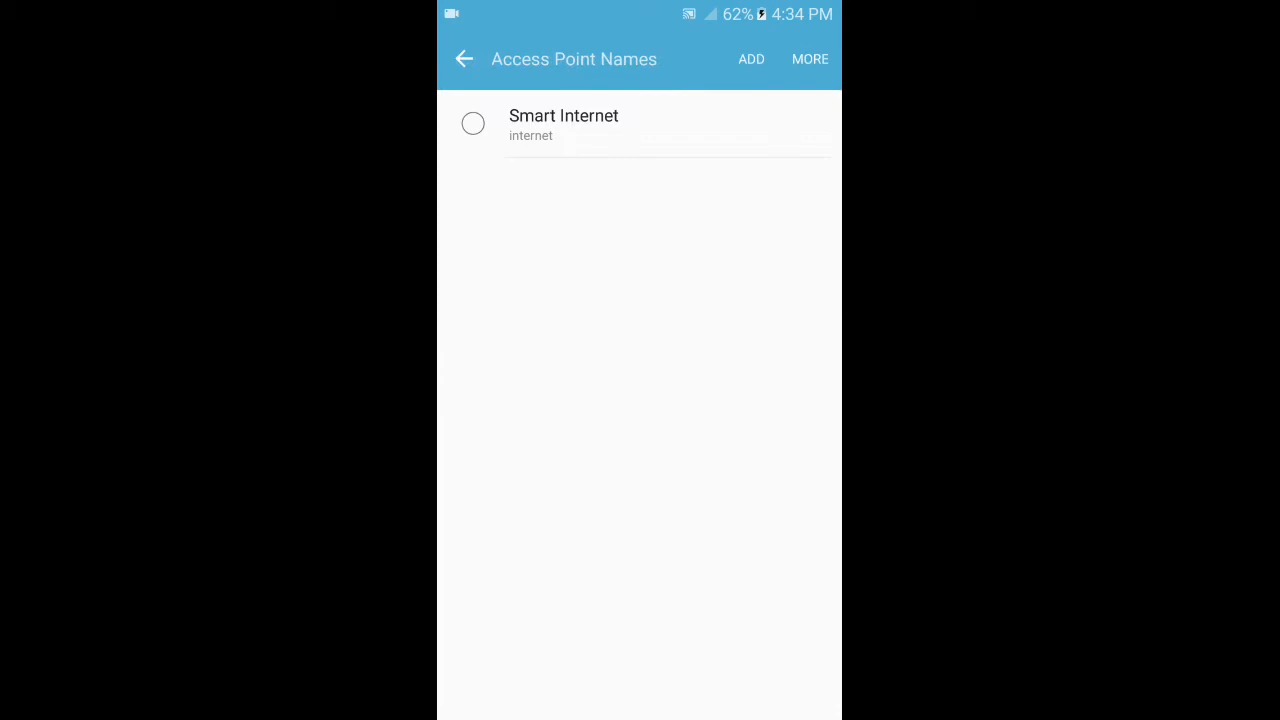 62% 4:34 PM
Access Point Names ADD MORE
Smart Internet
internet